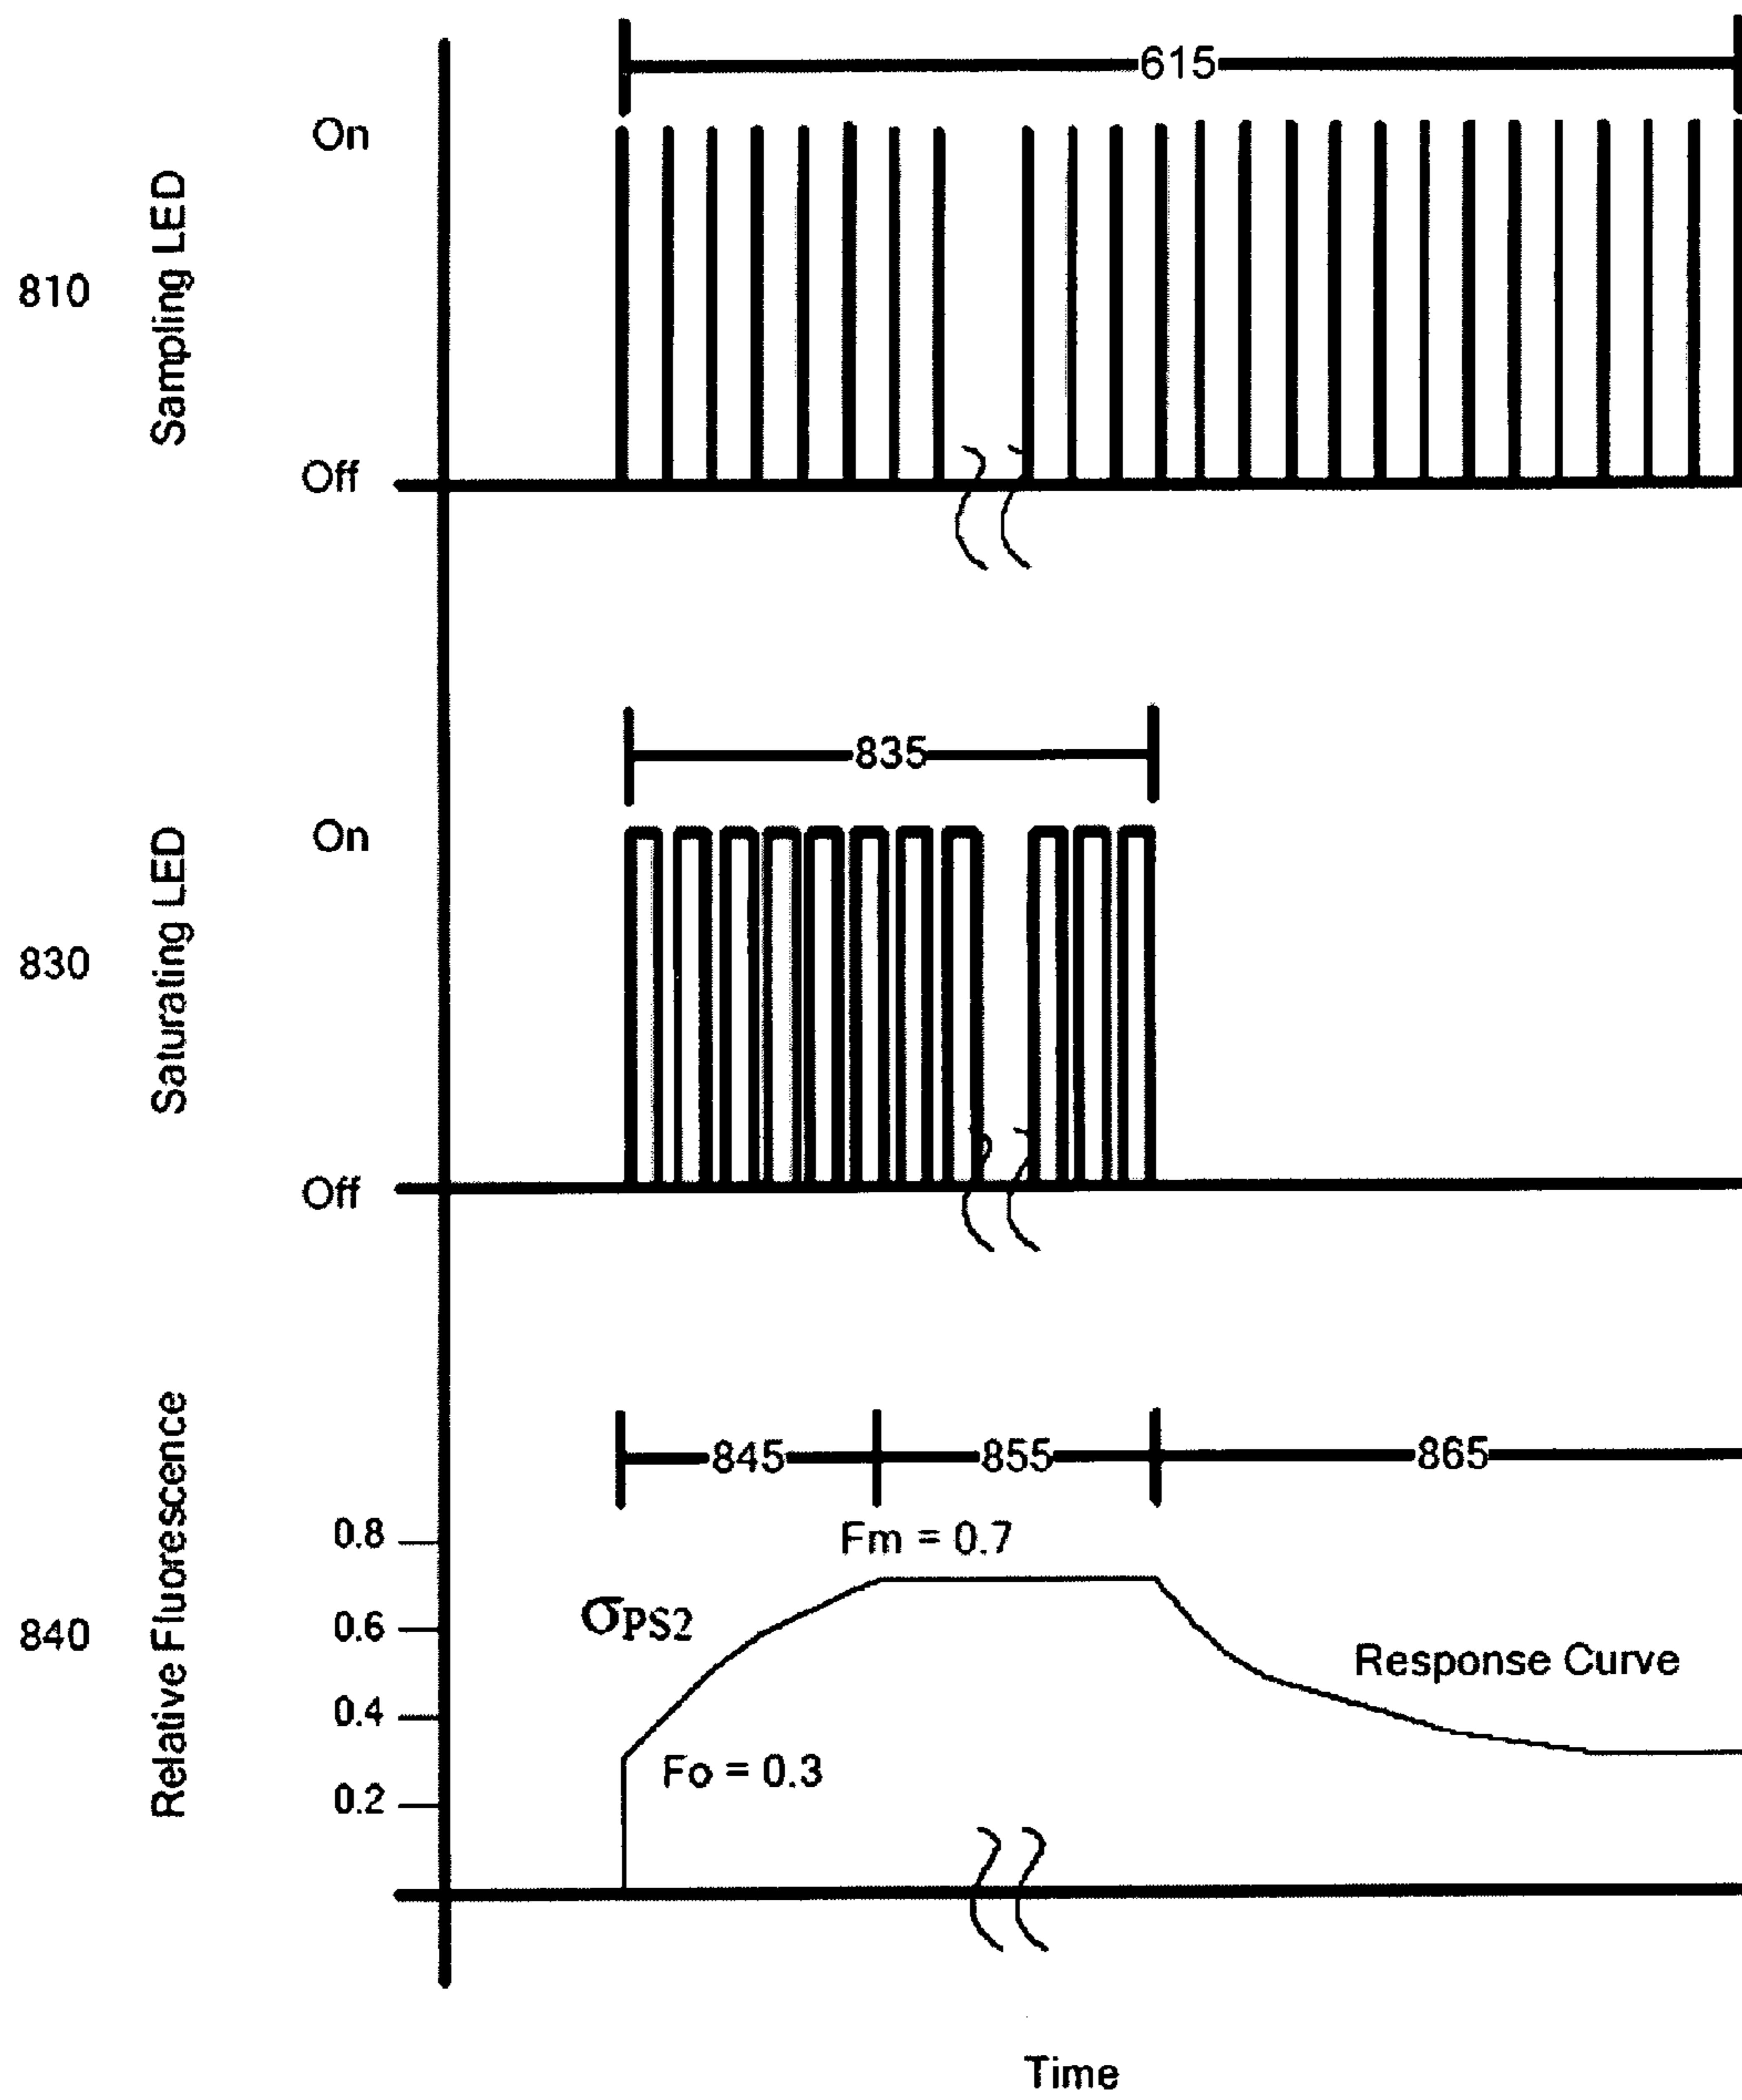 615
On
810
Sampling LED
Off
835
On
830
Saturating LED
Off
845
855
865
0.8
Fm = 0.7
0.6
σPS2
840
Relative Fluorescence
Response Curve
0.4
Fo = 0.3
0.2
Time